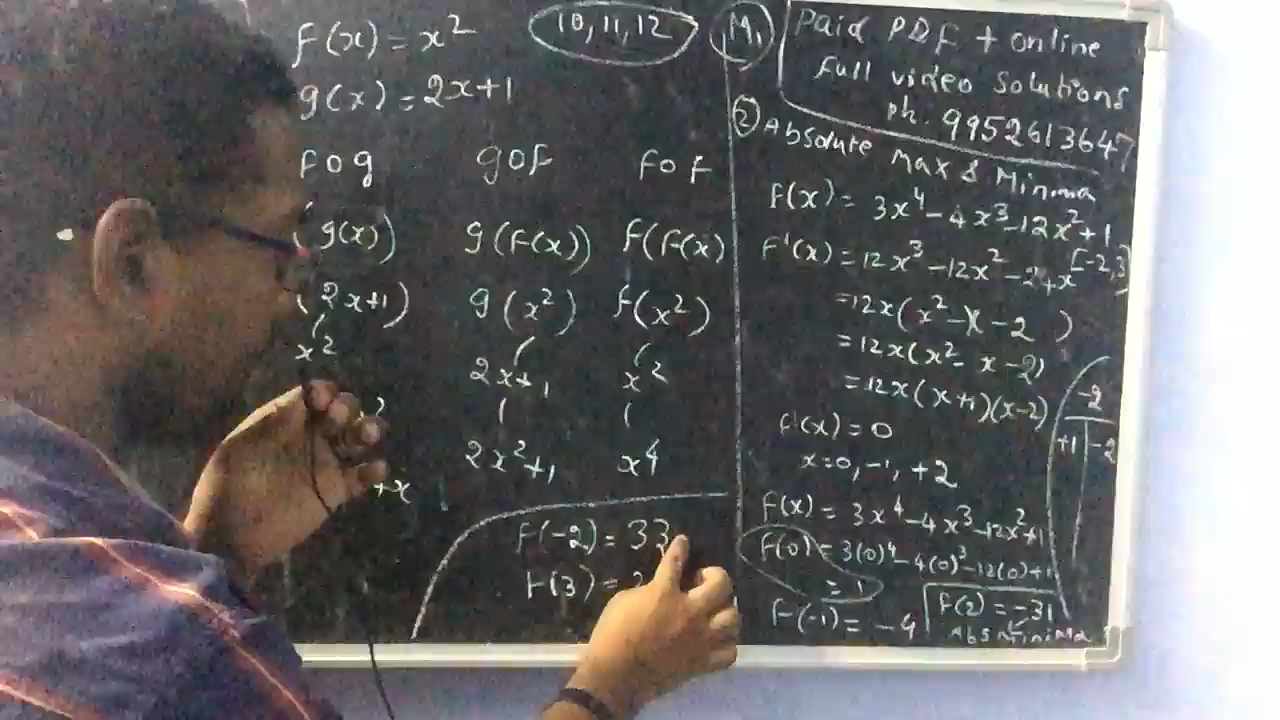 f(x) = x²
g(x) = 2x+1
10, 11, 12
M1
fog gof fof
(g(x)) g(f(x)) f(f(x)
(2x+1) g(x²) f(x²)
x² 2x+1 x²
2x²+1 x4
+x
f(-2) = 33
f(3) =
Paid PDF + online
full video solutions
ph. 9952613647
② Absolute Max & Minima
f(x) = 3x⁴ - 4x³ - 12x² + 1
[-2,3]
f'(x) = 12x³ - 12x² - 24x
= 12x(x² - x - 2 )
= 12x(x² - x - 2)
= 12x(x+1)(x-2)
-2
+1 | -2
f'(x) = 0
x = 0, -1, +2
f(x) = 3x⁴ - 4x³ - 12x² + 1
f(0) = 3(0)⁴ - 4(0)³ - 12(0) + 1
= 1
f(-1) = -4
f(2) = -31
Abs Minima